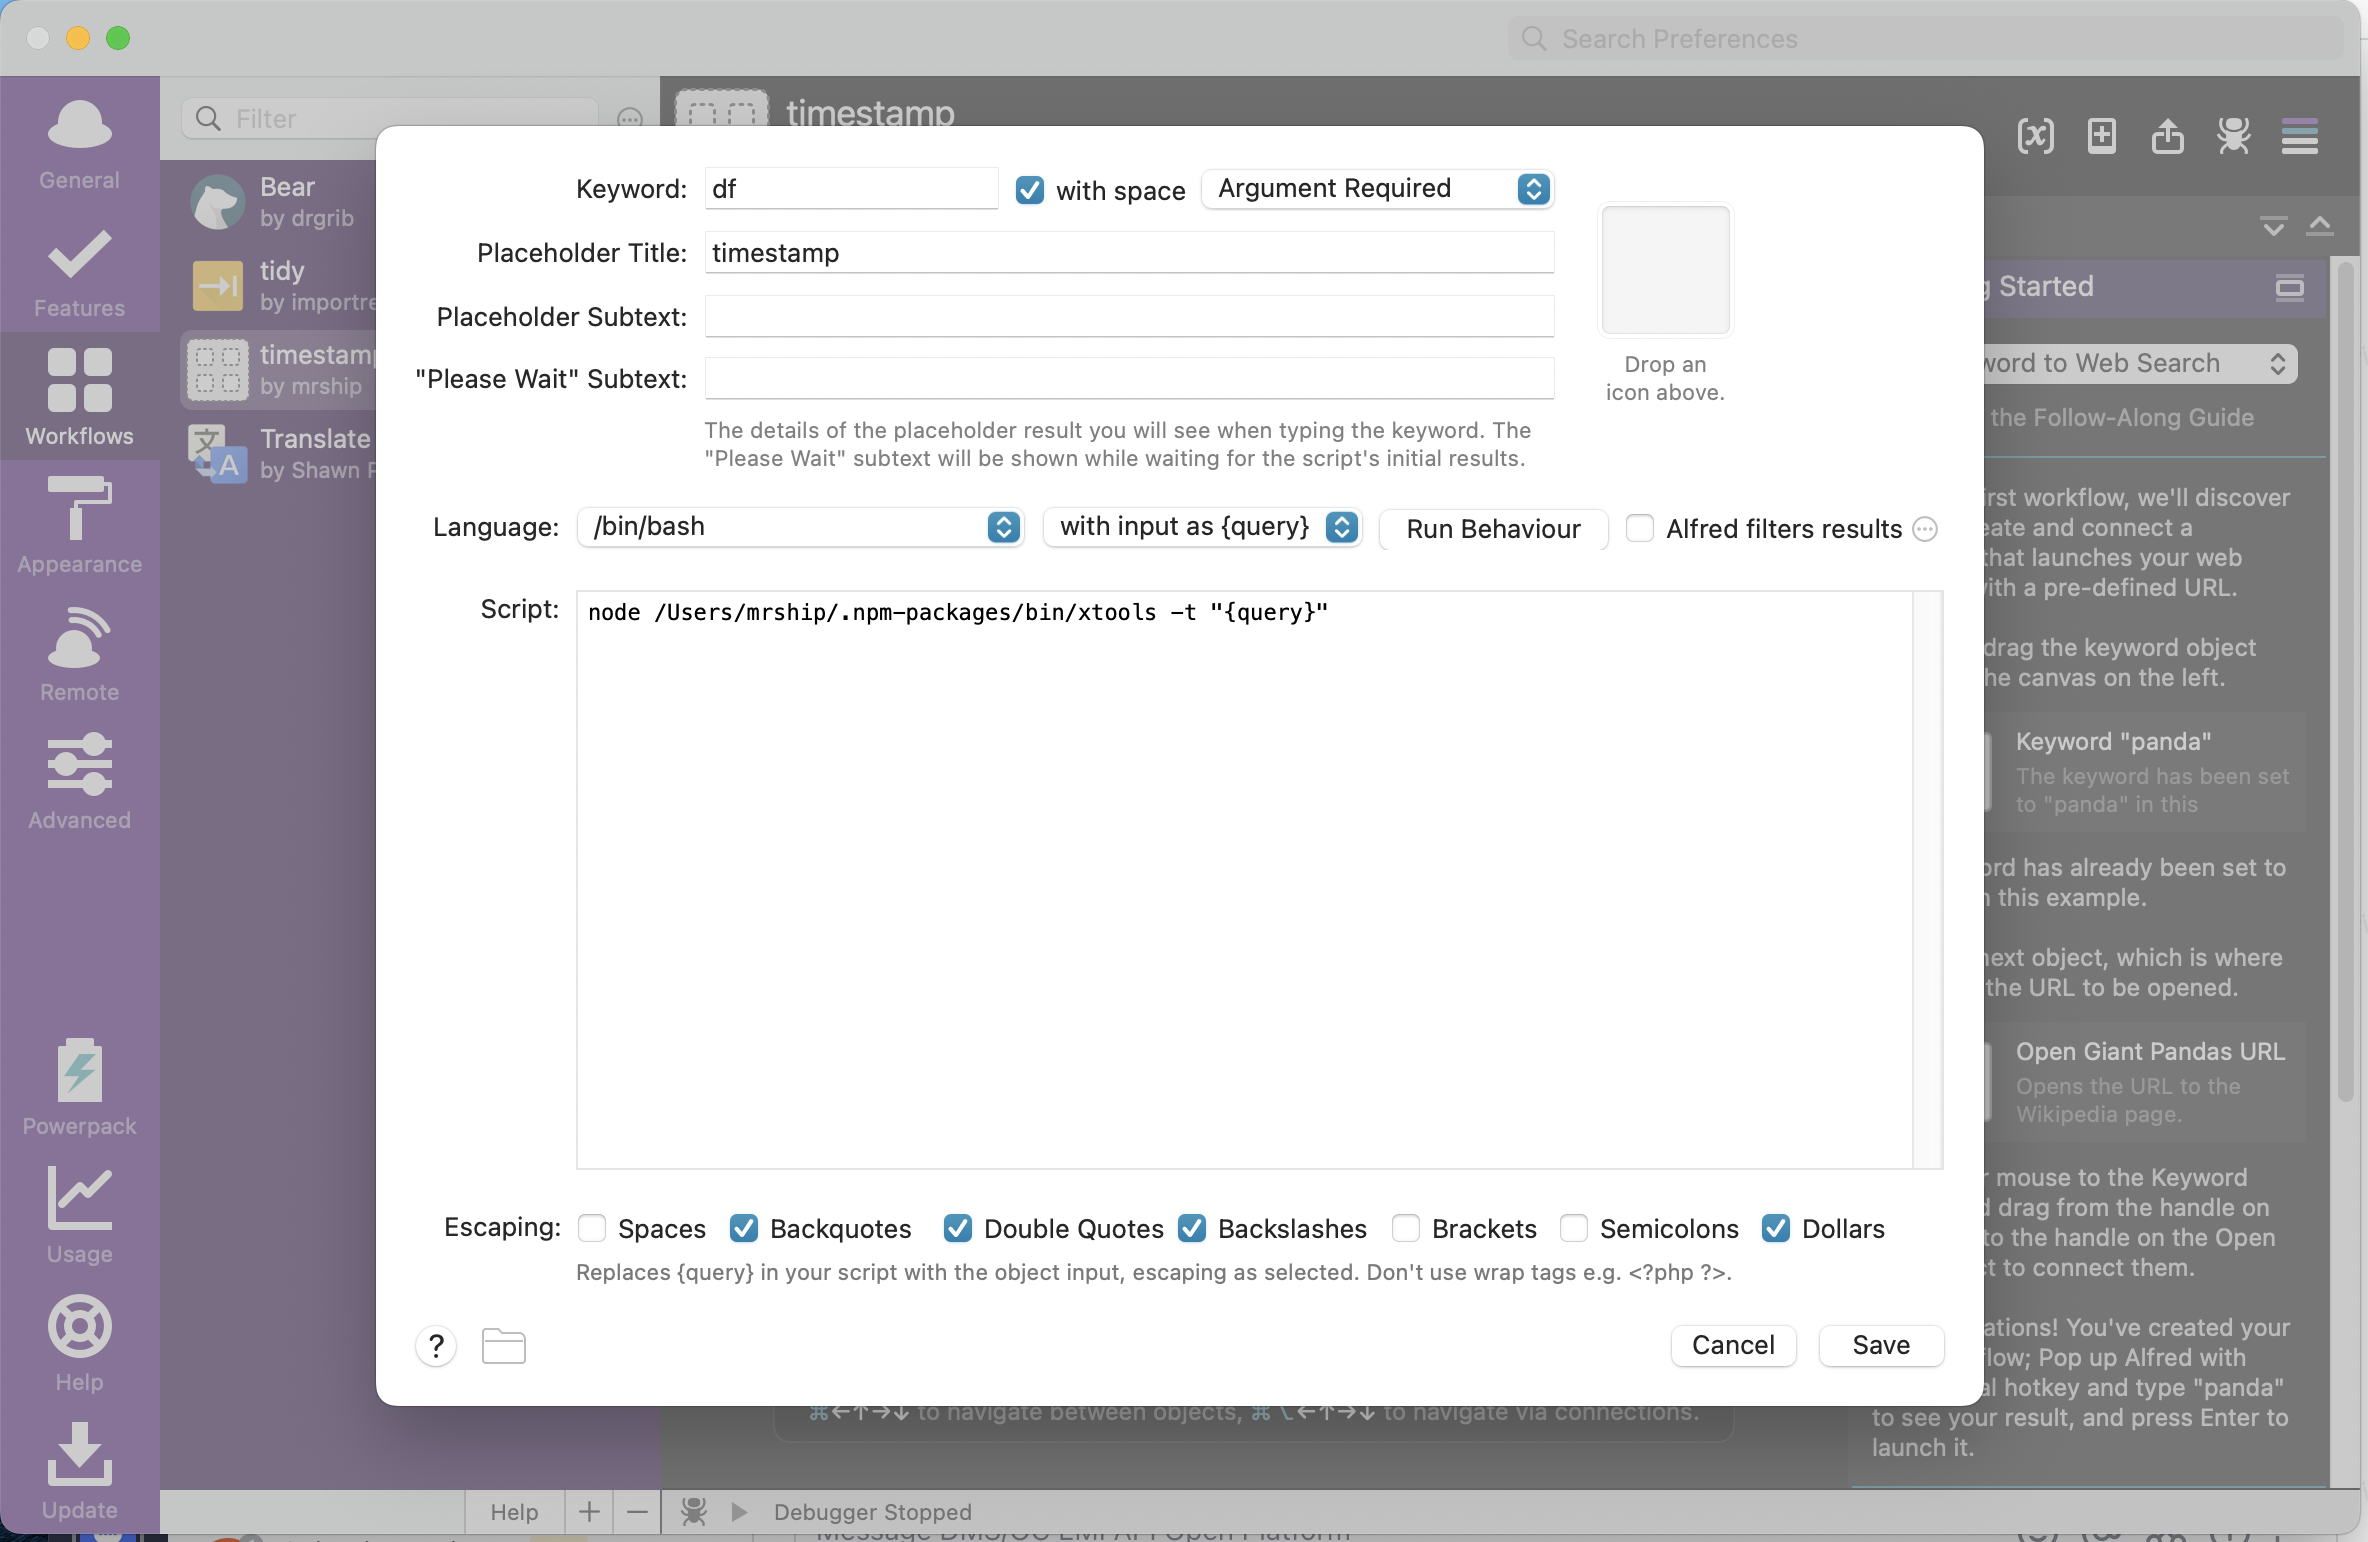 Search Preferences
General
Features
Workflows
Appearance
Remote
Advanced
Powerpack
Usage
Help
Update
Filter
Bear
by drgrib
tidy
by importre
timestamp
by mrship
Translate
by Shawn
timestamp
Keyword:
df
with space
Argument Required
Placeholder Title:
timestamp
Placeholder Subtext:
"Please Wait" Subtext:
The details of the placeholder result you will see when typing the keyword. The
"Please Wait" subtext will be shown while waiting for the script's initial results.
Drop an
icon above.
Language:
/bin/bash
with input as {query}
Run Behaviour
Alfred filters results
Script:
node /Users/mrship/.npm-packages/bin/xtools -t "{query}"
Escaping:
Spaces
Backquotes
Double Quotes
Backslashes
Brackets
Semicolons
Dollars
Replaces {query} in your script with the object input, escaping as selected. Don't use wrap tags e.g. <?php ?>.
?
Cancel
Save
Started
to Web Search
the Follow-Along Guide
workflow, we'll discover
and connect a
that launches your web
with a pre-defined URL.
drag the keyword object
the canvas on the left.
Keyword "panda"
The keyword has been set
to "panda" in this
has already been set to
this example.
next object, which is where
the URL to be opened.
Open Giant Pandas URL
Opens the URL to the
Wikipedia page.
mouse to the Keyword
drag from the handle on
to the handle on the Open
to connect them.
You've created your
Pop up Alfred with
hotkey and type "panda"
to see your result, and press Enter to
launch it.
⌘←↑→↓ to navigate between objects, ⌘⌥←↑→↓ to navigate via connections.
Help
Debugger Stopped